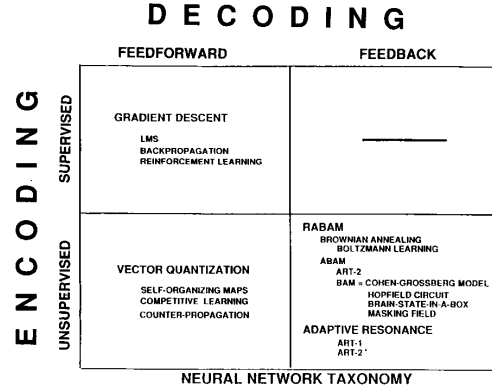 DECODING
FEEDFORWARD FEEDBACK
ENCODING
SUPERVISED
GRADIENT DESCENT
LMS
BACKPROPAGATION
REINFORCEMENT LEARNING
UNSUPERVISED
VECTOR QUANTIZATION
SELF-ORGANIZING MAPS
COMPETITIVE LEARNING
COUNTER-PROPAGATION
RABAM
BROWNIAN ANNEALING
BOLTZMANN LEARNING
ABAM
ART-2
BAM = COHEN-GROSSBERG MODEL
HOPFIELD CIRCUIT
BRAIN-STATE-IN-A-BOX
MASKING FIELD
ADAPTIVE RESONANCE
ART-1
ART-2'
NEURAL NETWORK TAXONOMY